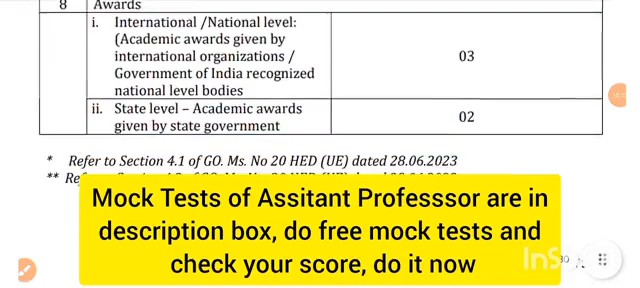 8 Awards
i. International /National level:
(Academic awards given by
international organizations /
Government of India recognized
national level bodies
03
ii. State level – Academic awards
given by state government
02
* Refer to Section 4.1 of GO. Ms. No 20 HED (UE) dated 28.06.2023
**
Mock Tests of Assitant Professsor are in
description box, do free mock tests and
check your score, do it now
InS